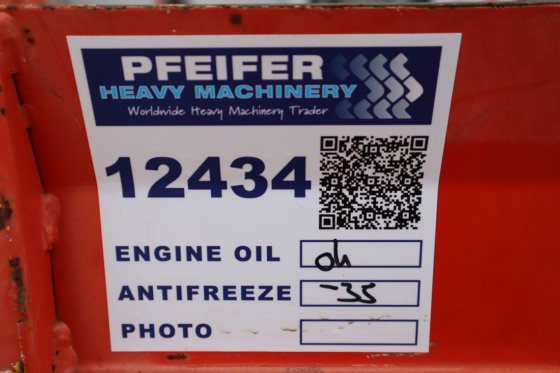 PFEIFER
HEAVY MACHINERY
Worldwide Heavy Machinery Trader
12434
ENGINE OIL ok
ANTIFREEZE -35
PHOTO